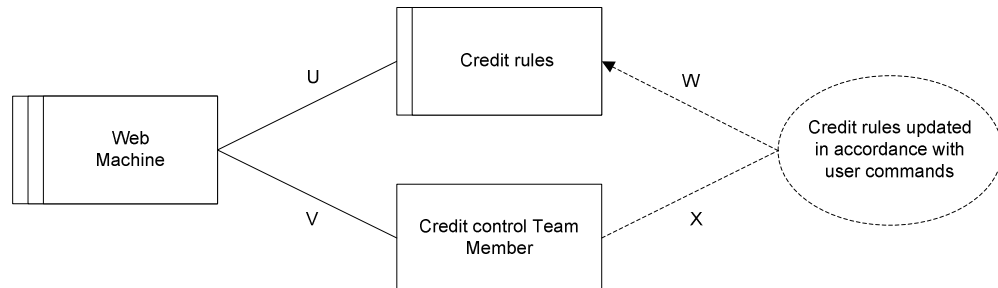 Credit rules
U
W
Web
Machine
Credit rules updated
in accordance with
user commands
V
X
Credit control Team
Member